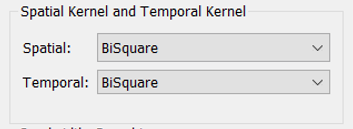 Spatial Kernel and Temporal Kernel
Spatial: BiSquare
Temporal: BiSquare